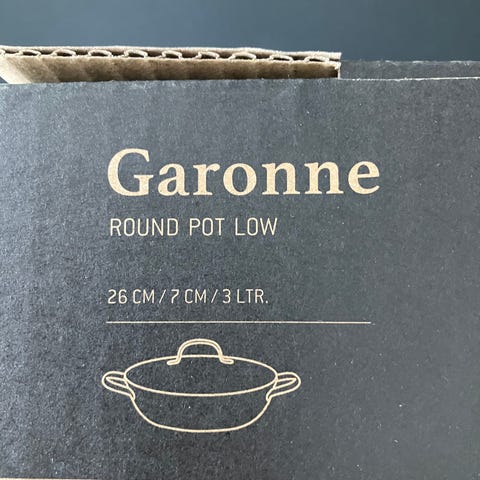 Garonne
ROUND POT LOW
26 CM / 7 CM / 3 LTR.